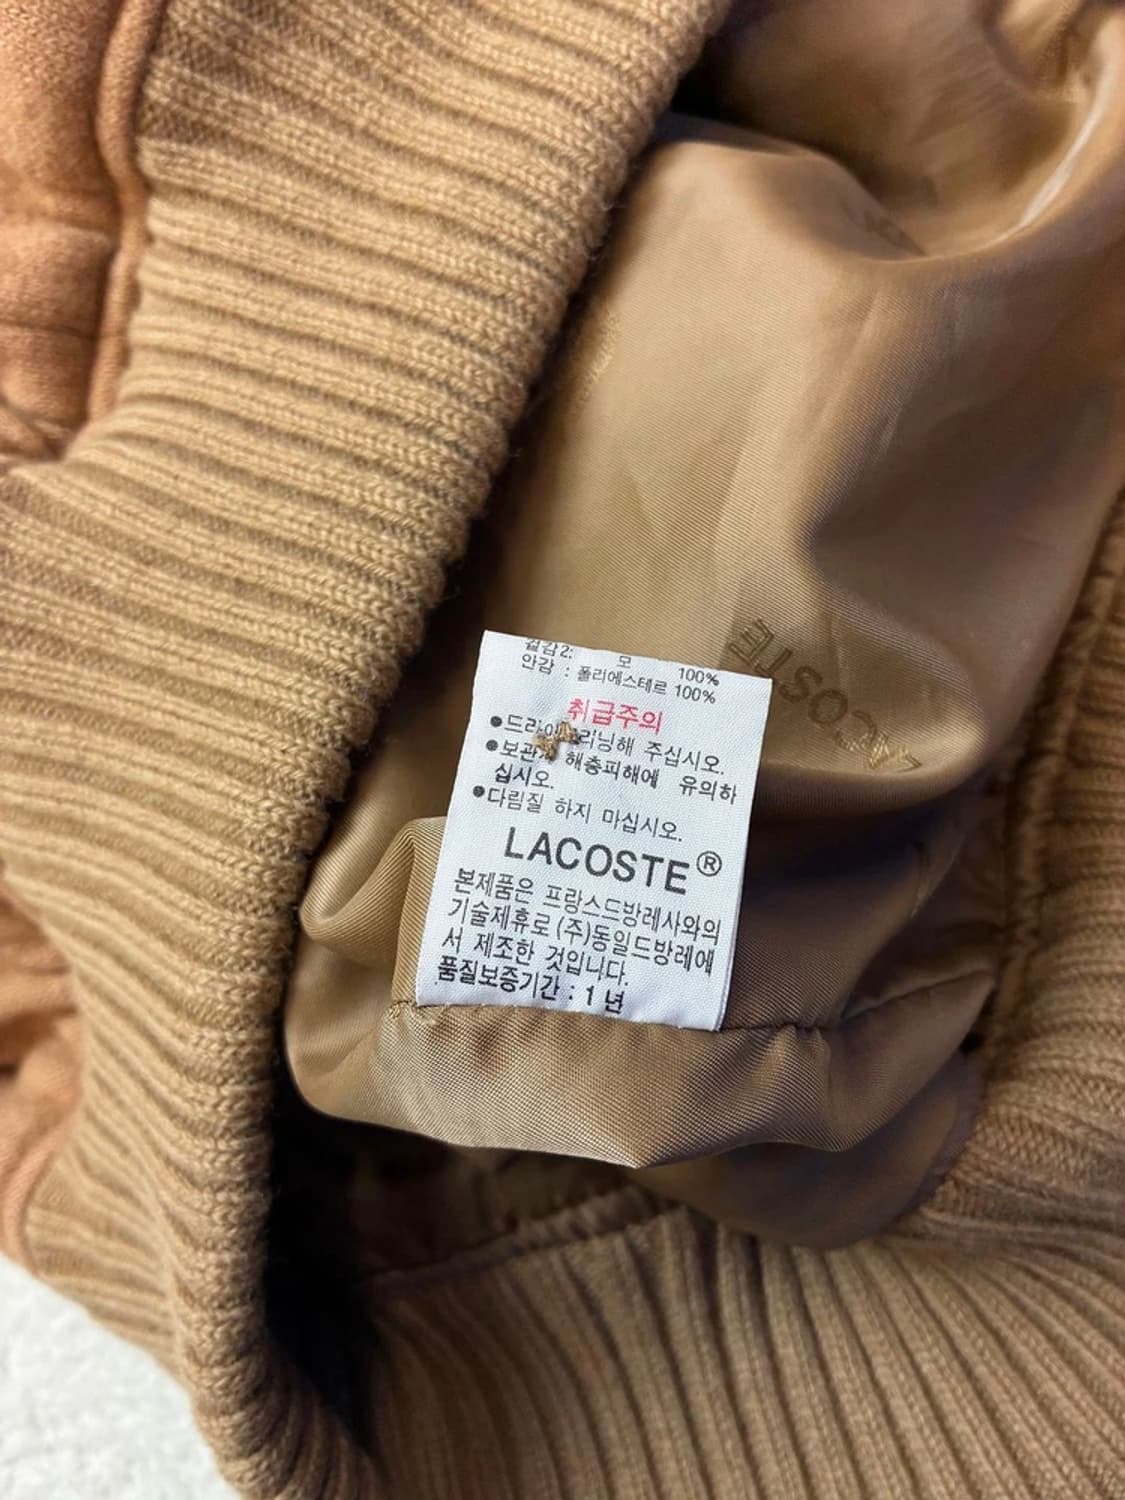 겉감2: 모 100%
안감 : 폴리에스테르 100%
취급주의
●드라이 리닝해 주십시오.
●보관 해충피해에 유의하
십시오.
●다림질 하지 마십시오.
LACOSTE®
본제품은 프랑스드방레사와의
기술제휴로 (주)동일드방레에
서 제조한 것입니다.
품질보증기간 : 1 년
LACOSTE